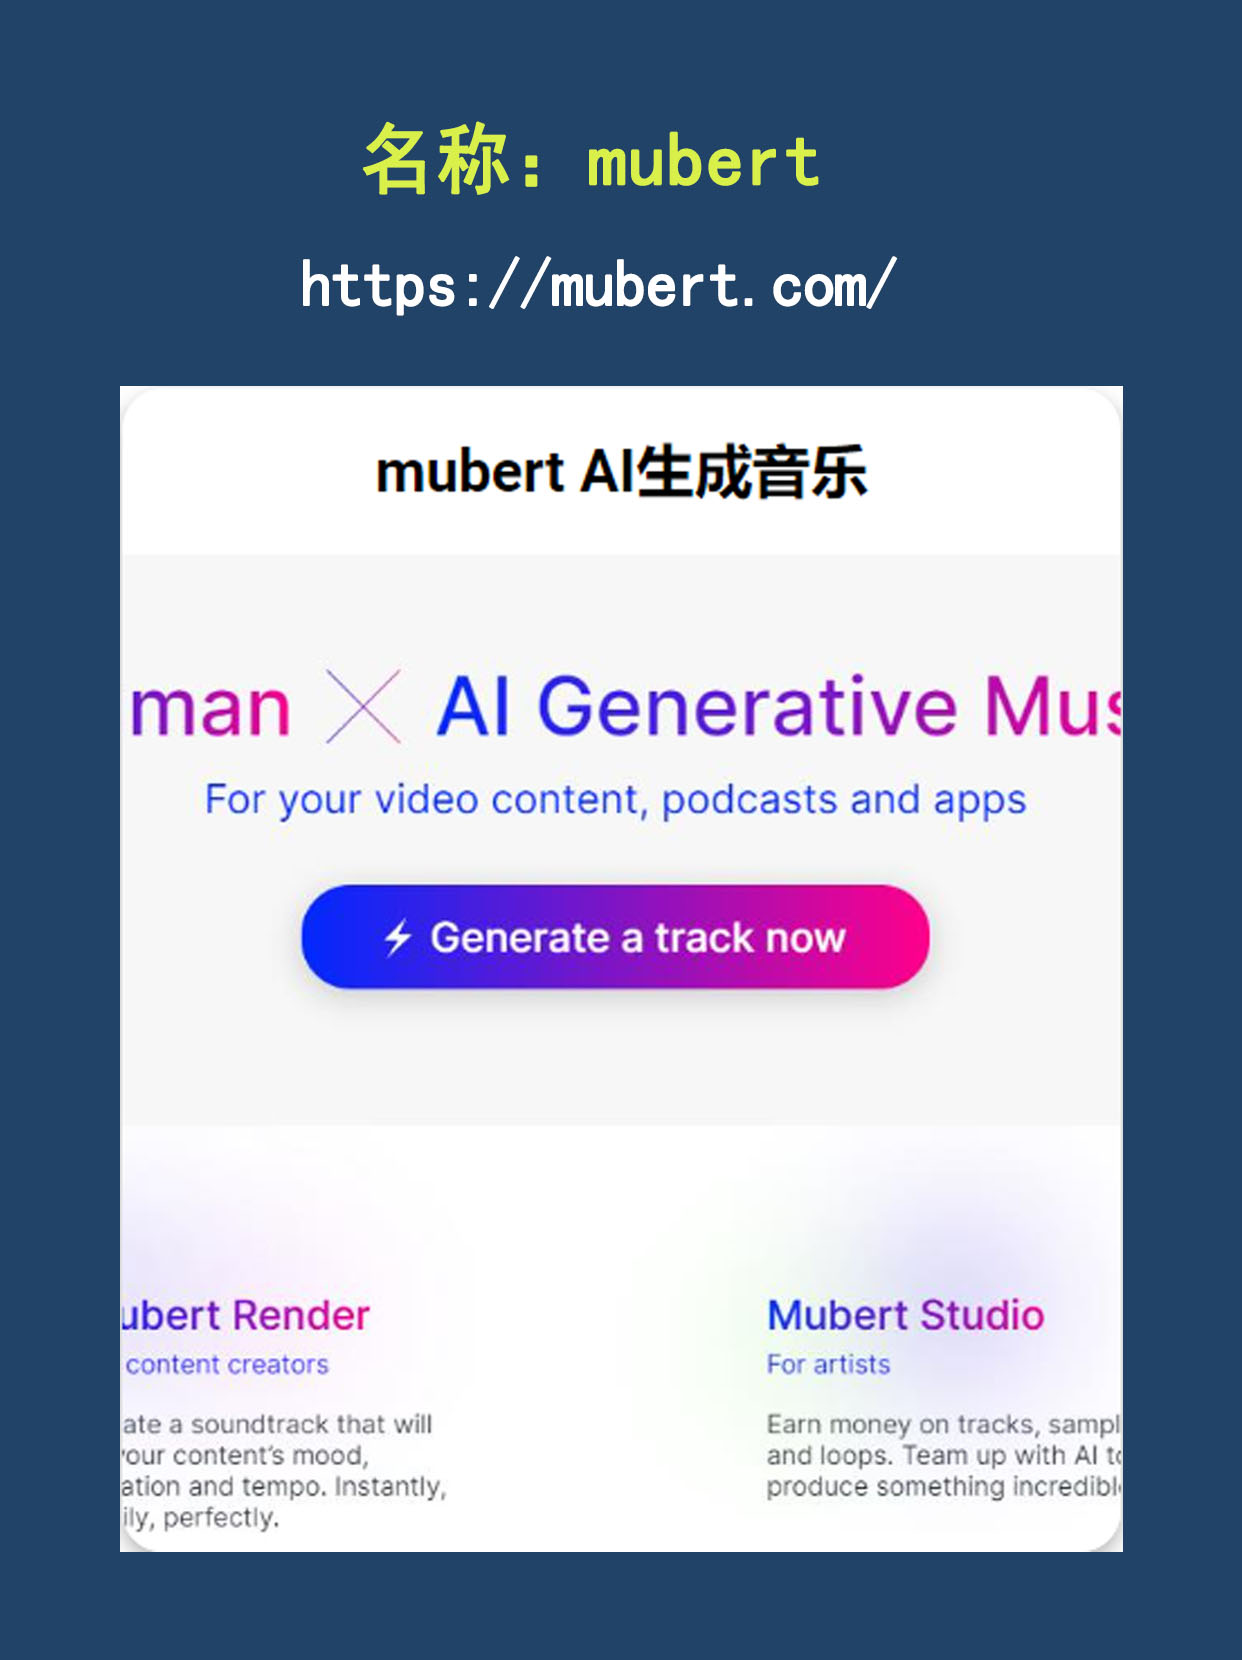 名称：mubert
https://mubert.com/
mubert AI生成音乐
man × AI Generative Mus
For your video content, podcasts and apps
Generate a track now
ubert Render
content creators
ate a soundtrack that will
our content's mood,
ation and tempo. Instantly,
ily, perfectly.
Mubert Studio
For artists
Earn money on tracks, sampl
and loops. Team up with AI to
produce something incredibl